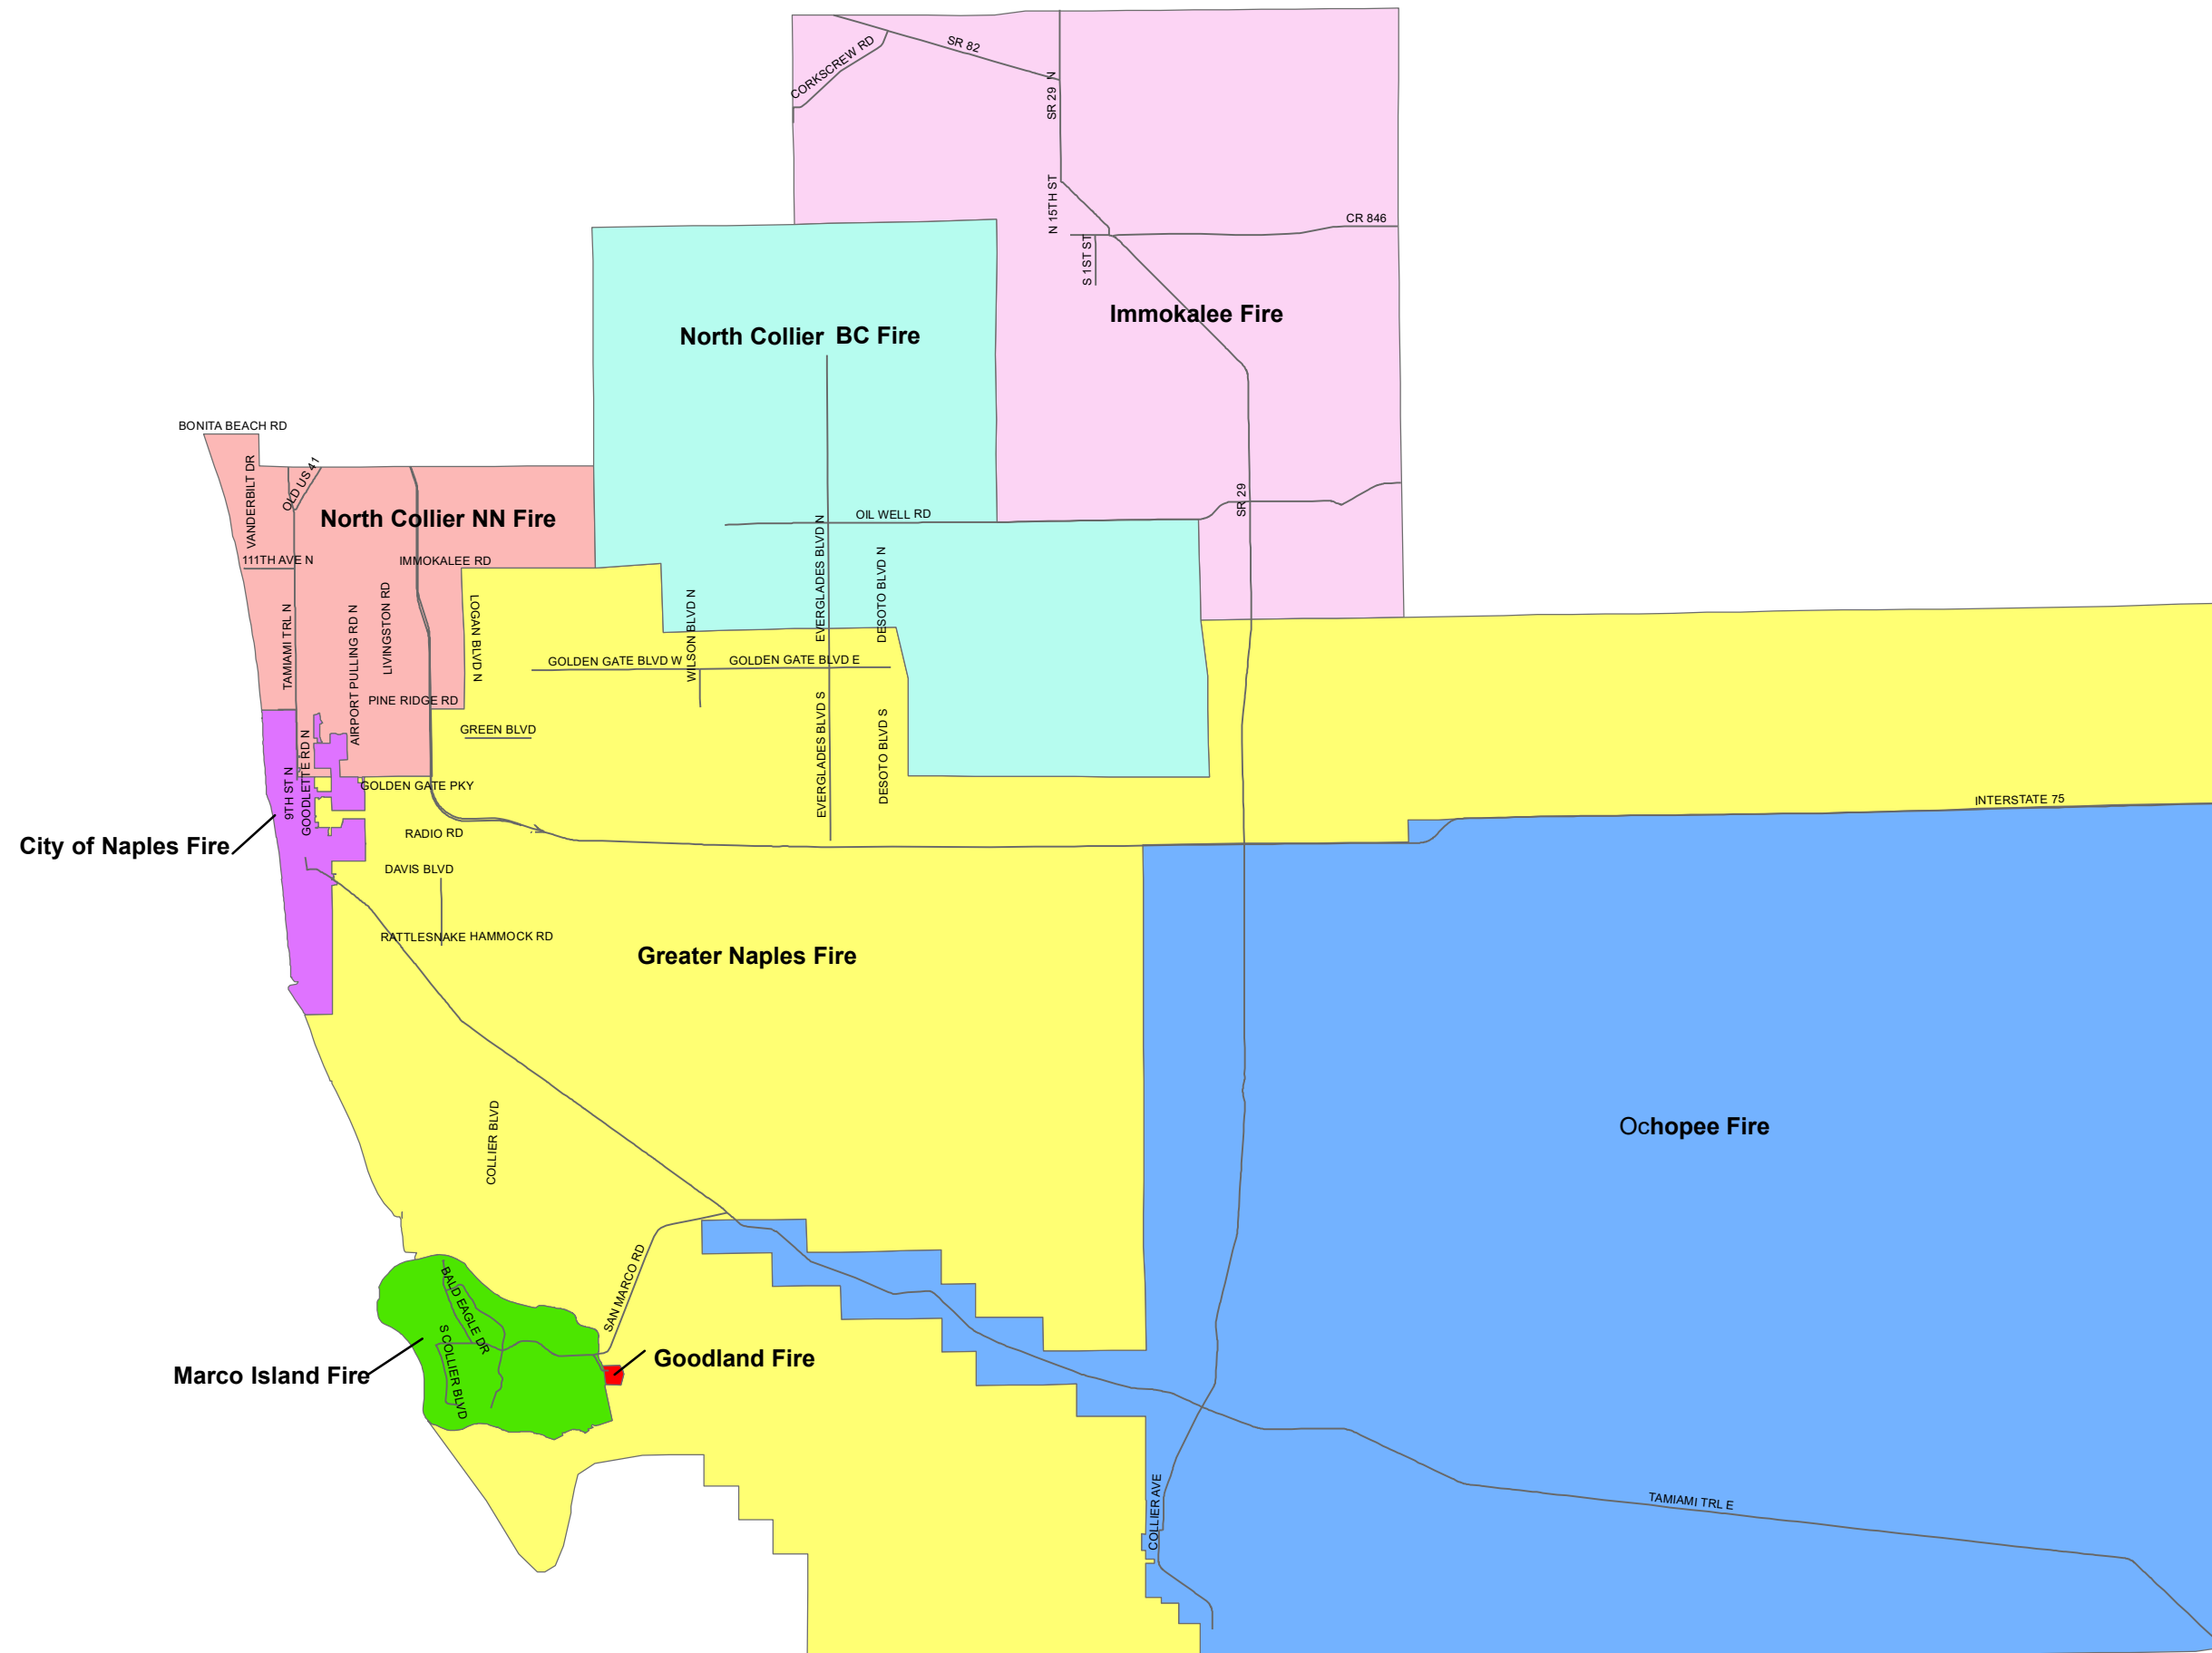 CORKSCREW RD
SR 82
SR 29 N
N 15TH ST
CR 846
S 1ST ST
Immokalee Fire
North Collier BC Fire
BONITA BEACH RD
VANDERBILT DR
OLD US 41
North Collier NN Fire
SR 29
OIL WELL RD
111TH AVE N
IMMOKALEE RD
EVERGLADES BLVD N
DESOTO BLVD N
TAMIAMI TRL N
AIRPORT PULLING RD N
LIVINGSTON RD
LOGAN BLVD N
WILSON BLVD N
GOLDEN GATE BLVD W
GOLDEN GATE BLVD E
PINE RIDGE RD
GREEN BLVD
EVERGLADES BLVD S
DESOTO BLVD S
9TH ST N
GOODLETTE RD N
GOLDEN GATE PKY
INTERSTATE 75
RADIO RD
City of Naples Fire
DAVIS BLVD
RATTLESNAKE HAMMOCK RD
Greater Naples Fire
Ochopee Fire
COLLIER BLVD
SAN MARCO RD
BALD EAGLE DR
S COLLIER BLVD
Goodland Fire
Marco Island Fire
COLLIER AVE
TAMIAMI TRL E